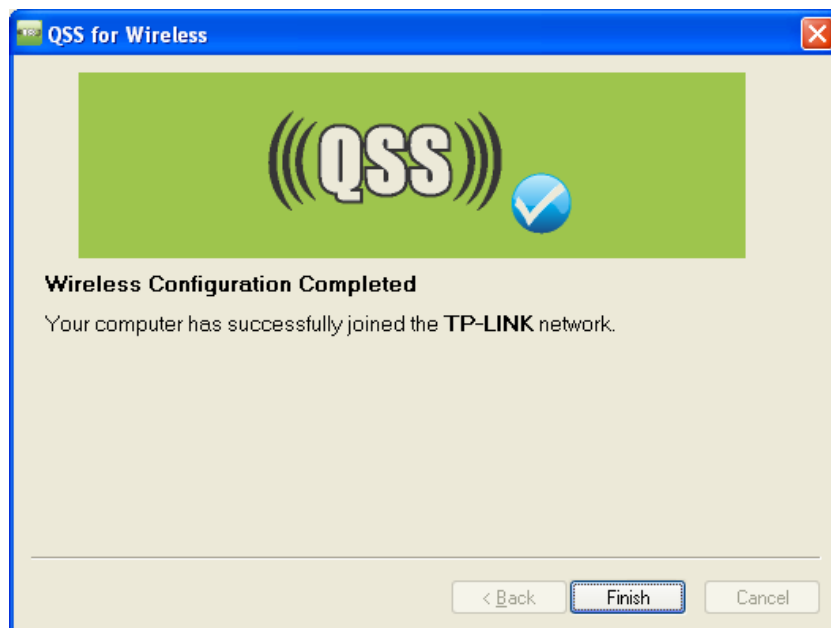 QSS for Wireless
(((QSS)))
Wireless Configuration Completed
Your computer has successfully joined the TP-LINK network.
< Back
Finish
Cancel